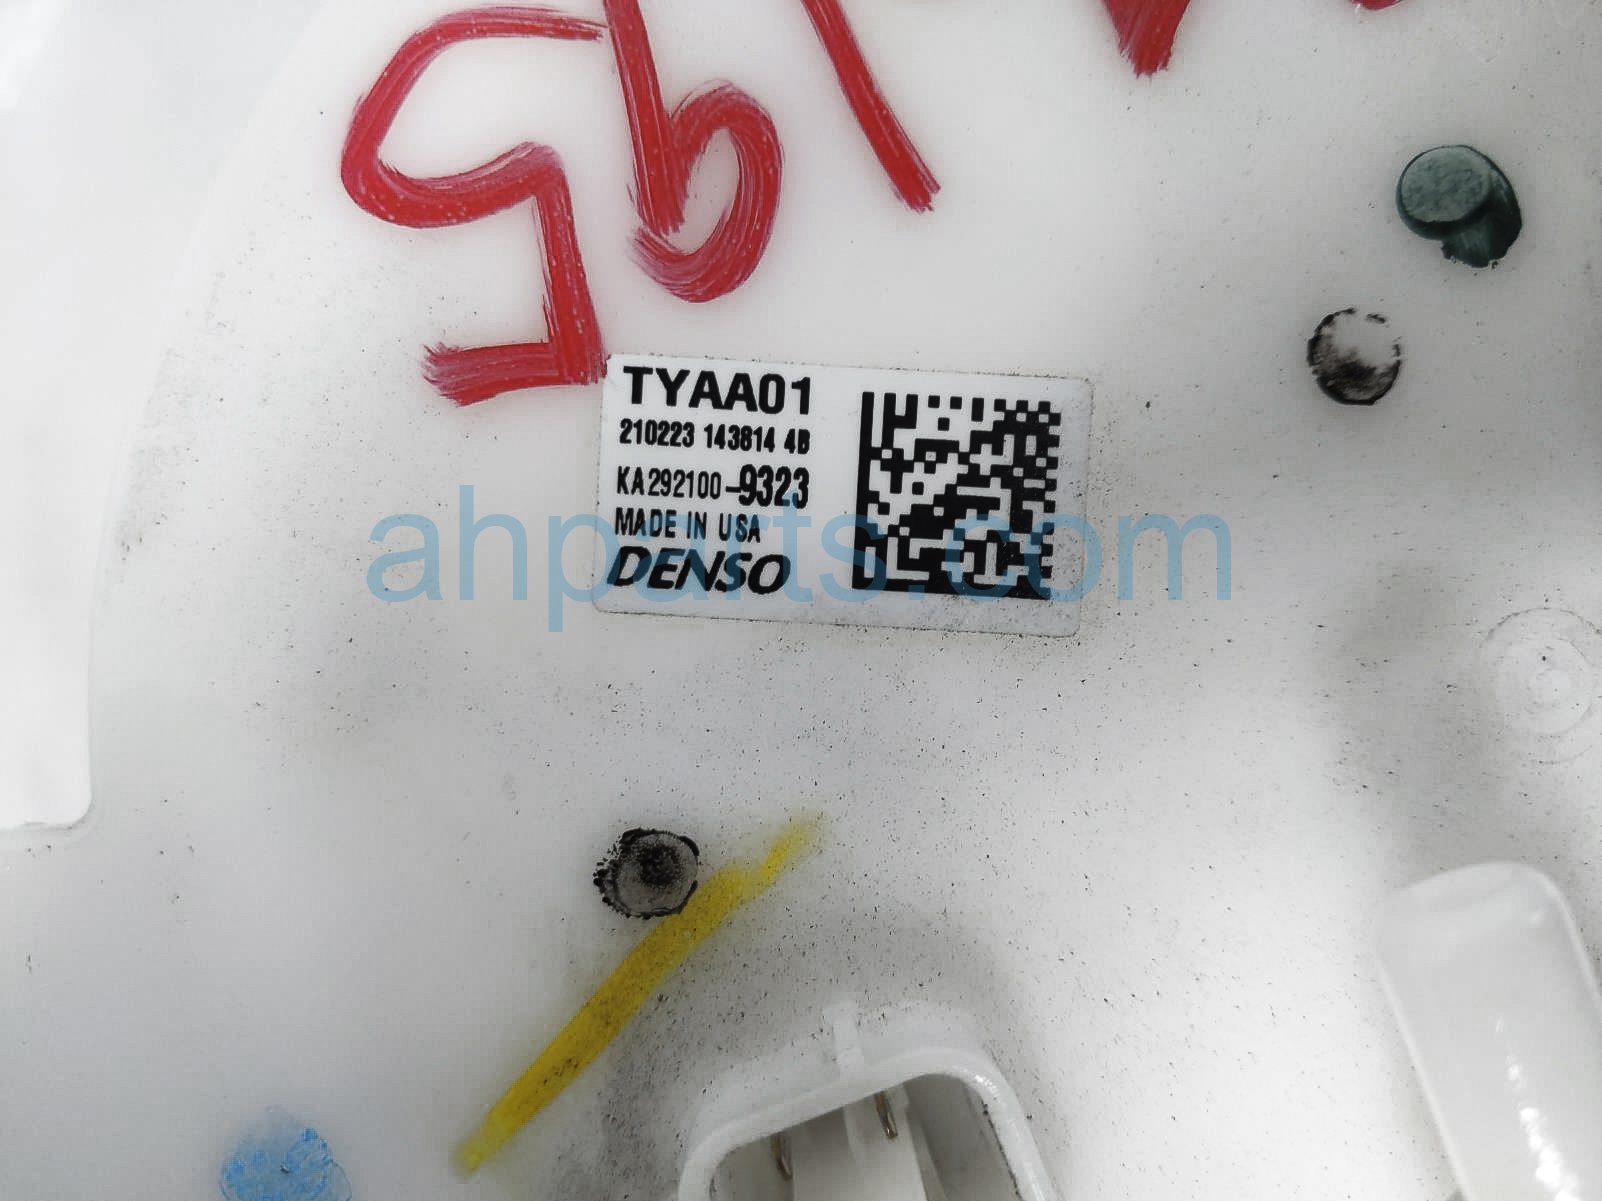 TYAA01
210223 143814 4B
KA292100-9323
MADE IN USA
DENSO
ahparts.com